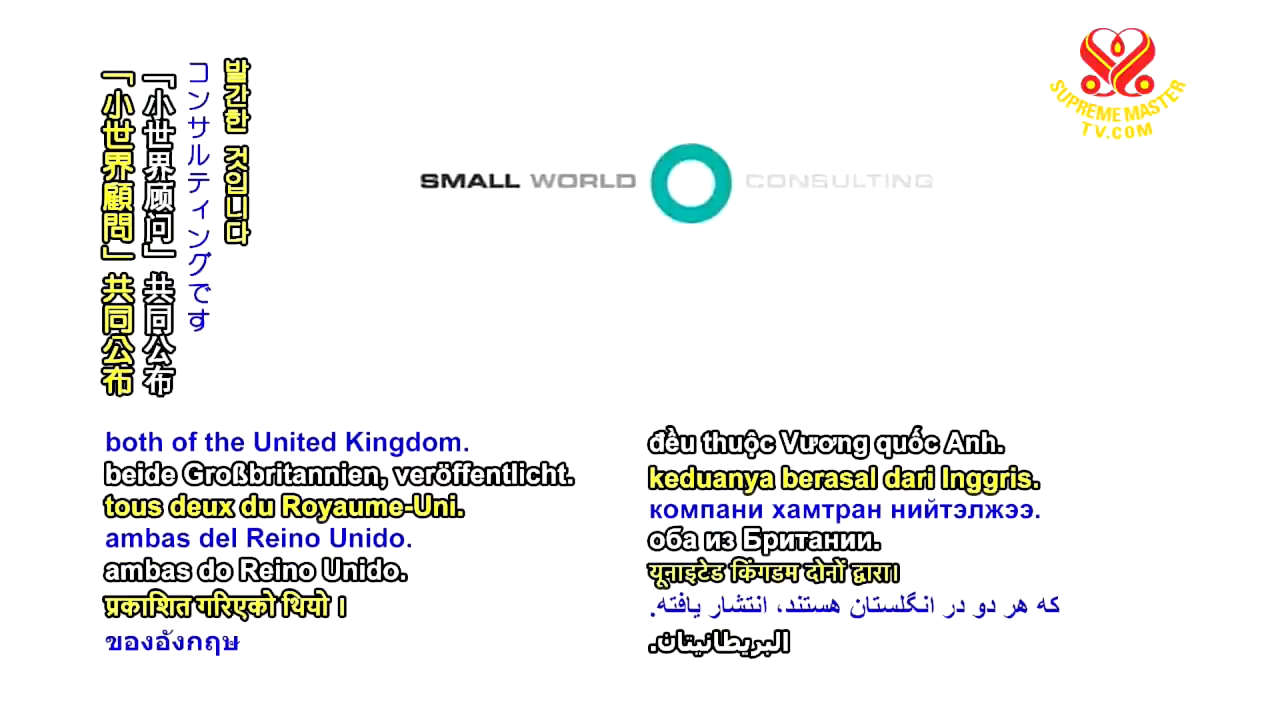 「小世界顧問」共同公布
「小世界顾问」共同公布
コンサルティングです
발간한 것입니다
SMALL WORLD CONSULTING
SUPREME MASTER
TV.COM
both of the United Kingdom.
beide Großbritannien, veröffentlicht.
tous deux du Royaume-Uni.
ambas del Reino Unido.
ambas do Reino Unido.
प्रकाशित गरिएको थियो ।
ของอังกฤษ
đều thuộc Vương quốc Anh.
keduanya berasal dari Inggris.
компани хамтран нийтэлжээ.
оба из Британии.
यूनाइटेड किंगडम दोनों द्वारा।
که هر دو در انگلستان هستند، انتشار یافته.
البريطانيتان.